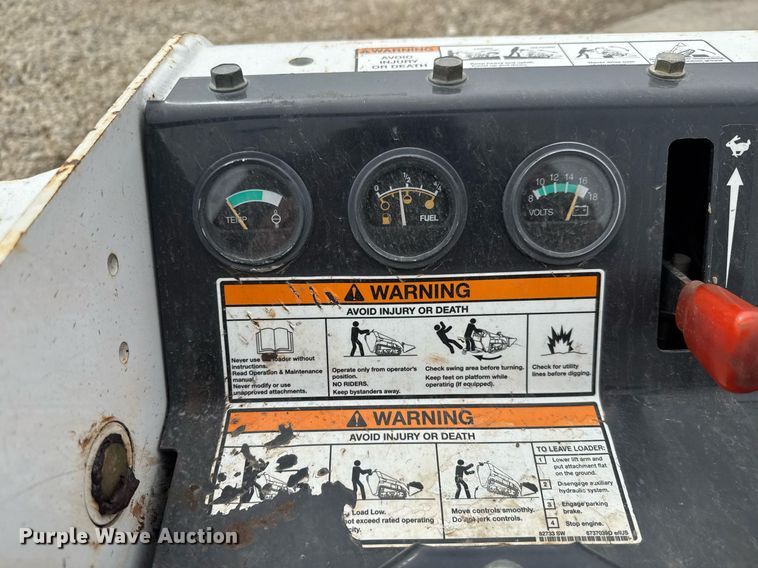 WARNING
AVOID
INJURY
OR DEATH
TEMP
0 1/2 4/4
FUEL
8 10 12 14 16 18
VOLTS
WARNING
AVOID INJURY OR DEATH
Never use loader without
instructions.
Read Operation & Maintenance
manual.
Never modify or use
unapproved attachments.
Operate only from operator's
position.
NO RIDERS.
Keep bystanders away.
Check swing area before turning.
Keep feet on platform while
operating (if equipped).
Check for utility
lines before digging.
WARNING
AVOID INJURY OR DEATH
Load Low.
not exceed rated operating
Move controls smoothly.
Do not jerk controls.
TO LEAVE LOADER:
1 Lower lift arm and
put attachment flat
on the ground.
2 Disengage auxiliary
hydraulic system.
3 Engage parking
brake.
4 Stop engine.
Purple Wave Auction